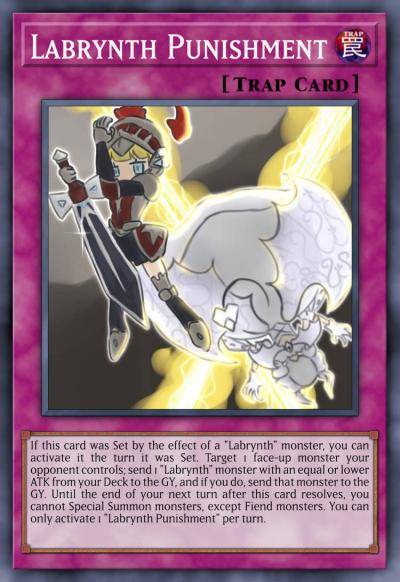 Labrynth Punishment
TRAP
罠
[Trap Card]
If this card was Set by the effect of a "Labrynth" monster, you can
activate it the turn it was Set. Target 1 face-up monster your
opponent controls; send 1 "Labrynth" monster with an equal or lower
ATK from your Deck to the GY, and if you do, send that monster to the
GY. Until the end of your next turn after this card resolves, you
cannot Special Summon monsters, except Fiend monsters. You can
only activate 1 "Labrynth Punishment" per turn.